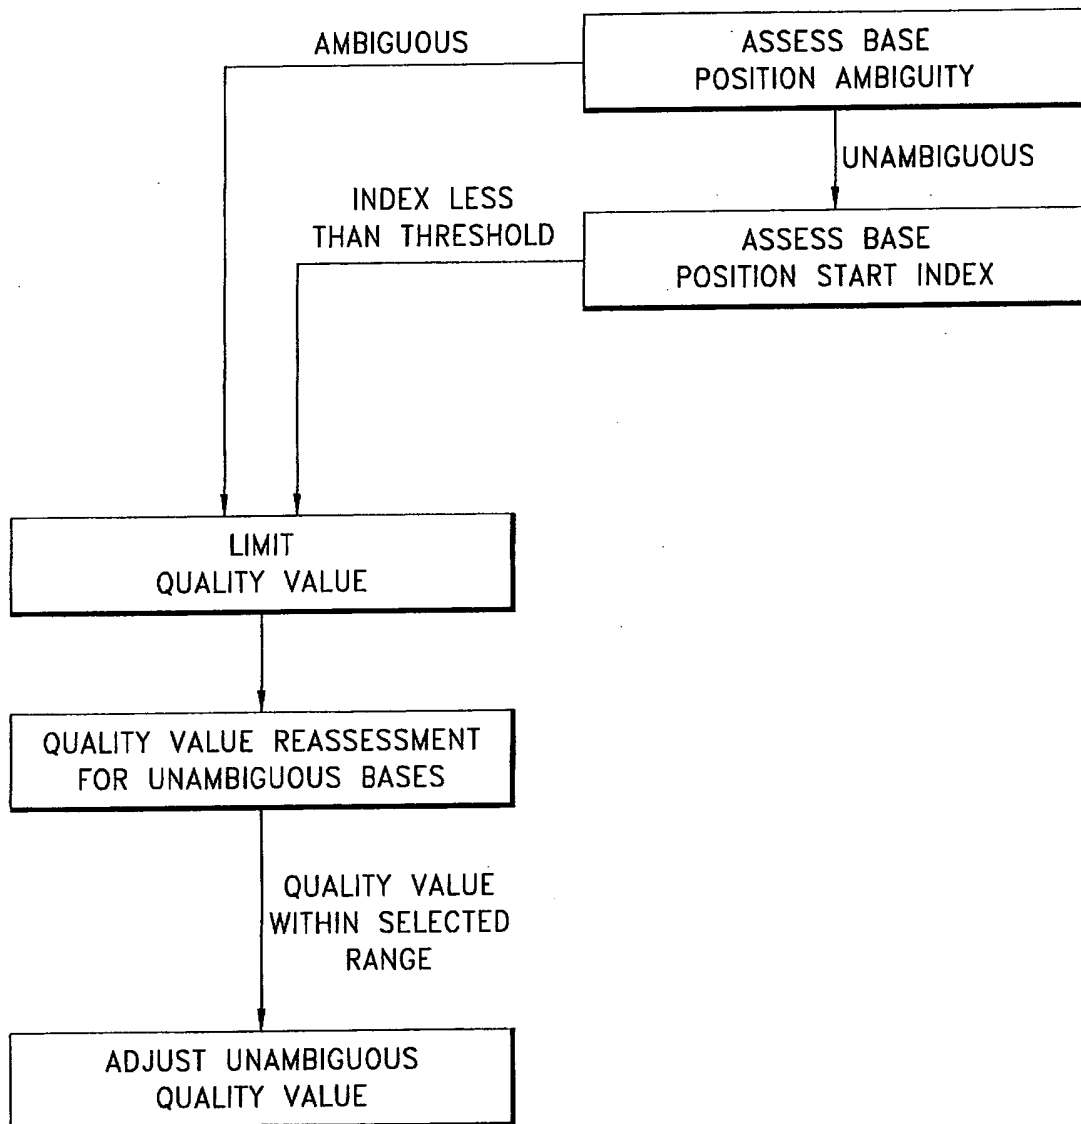 AMBIGUOUS
ASSESS BASE
POSITION AMBIGUITY
UNAMBIGUOUS
INDEX LESS
THAN THRESHOLD
ASSESS BASE
POSITION START INDEX
LIMIT
QUALITY VALUE
QUALITY VALUE REASSESSMENT
FOR UNAMBIGUOUS BASES
QUALITY VALUE
WITHIN SELECTED
RANGE
ADJUST UNAMBIGUOUS
QUALITY VALUE